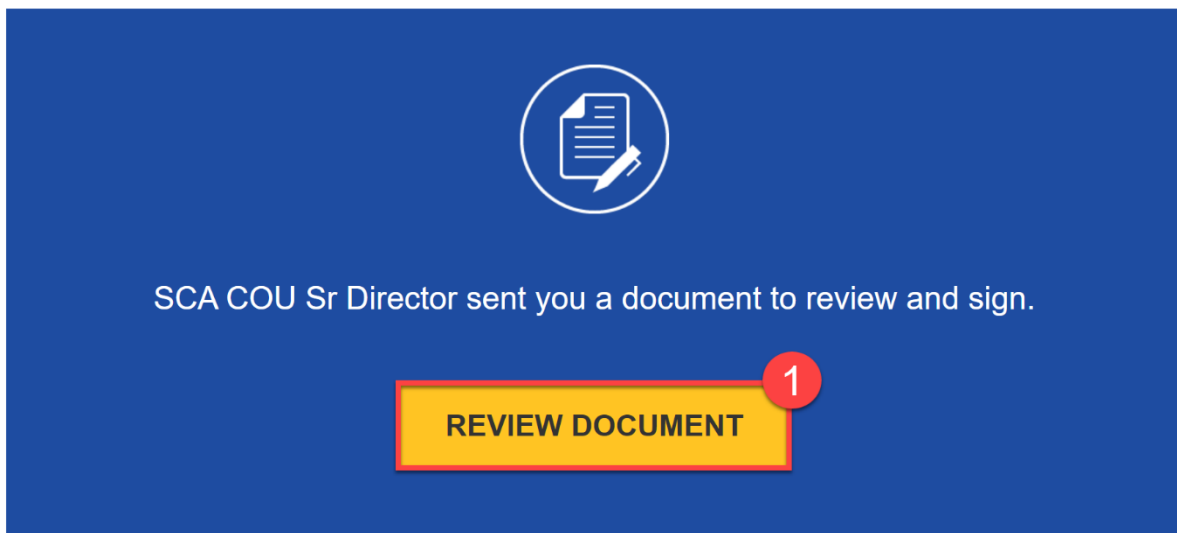 SCA COU Sr Director sent you a document to review and sign.
1
REVIEW DOCUMENT